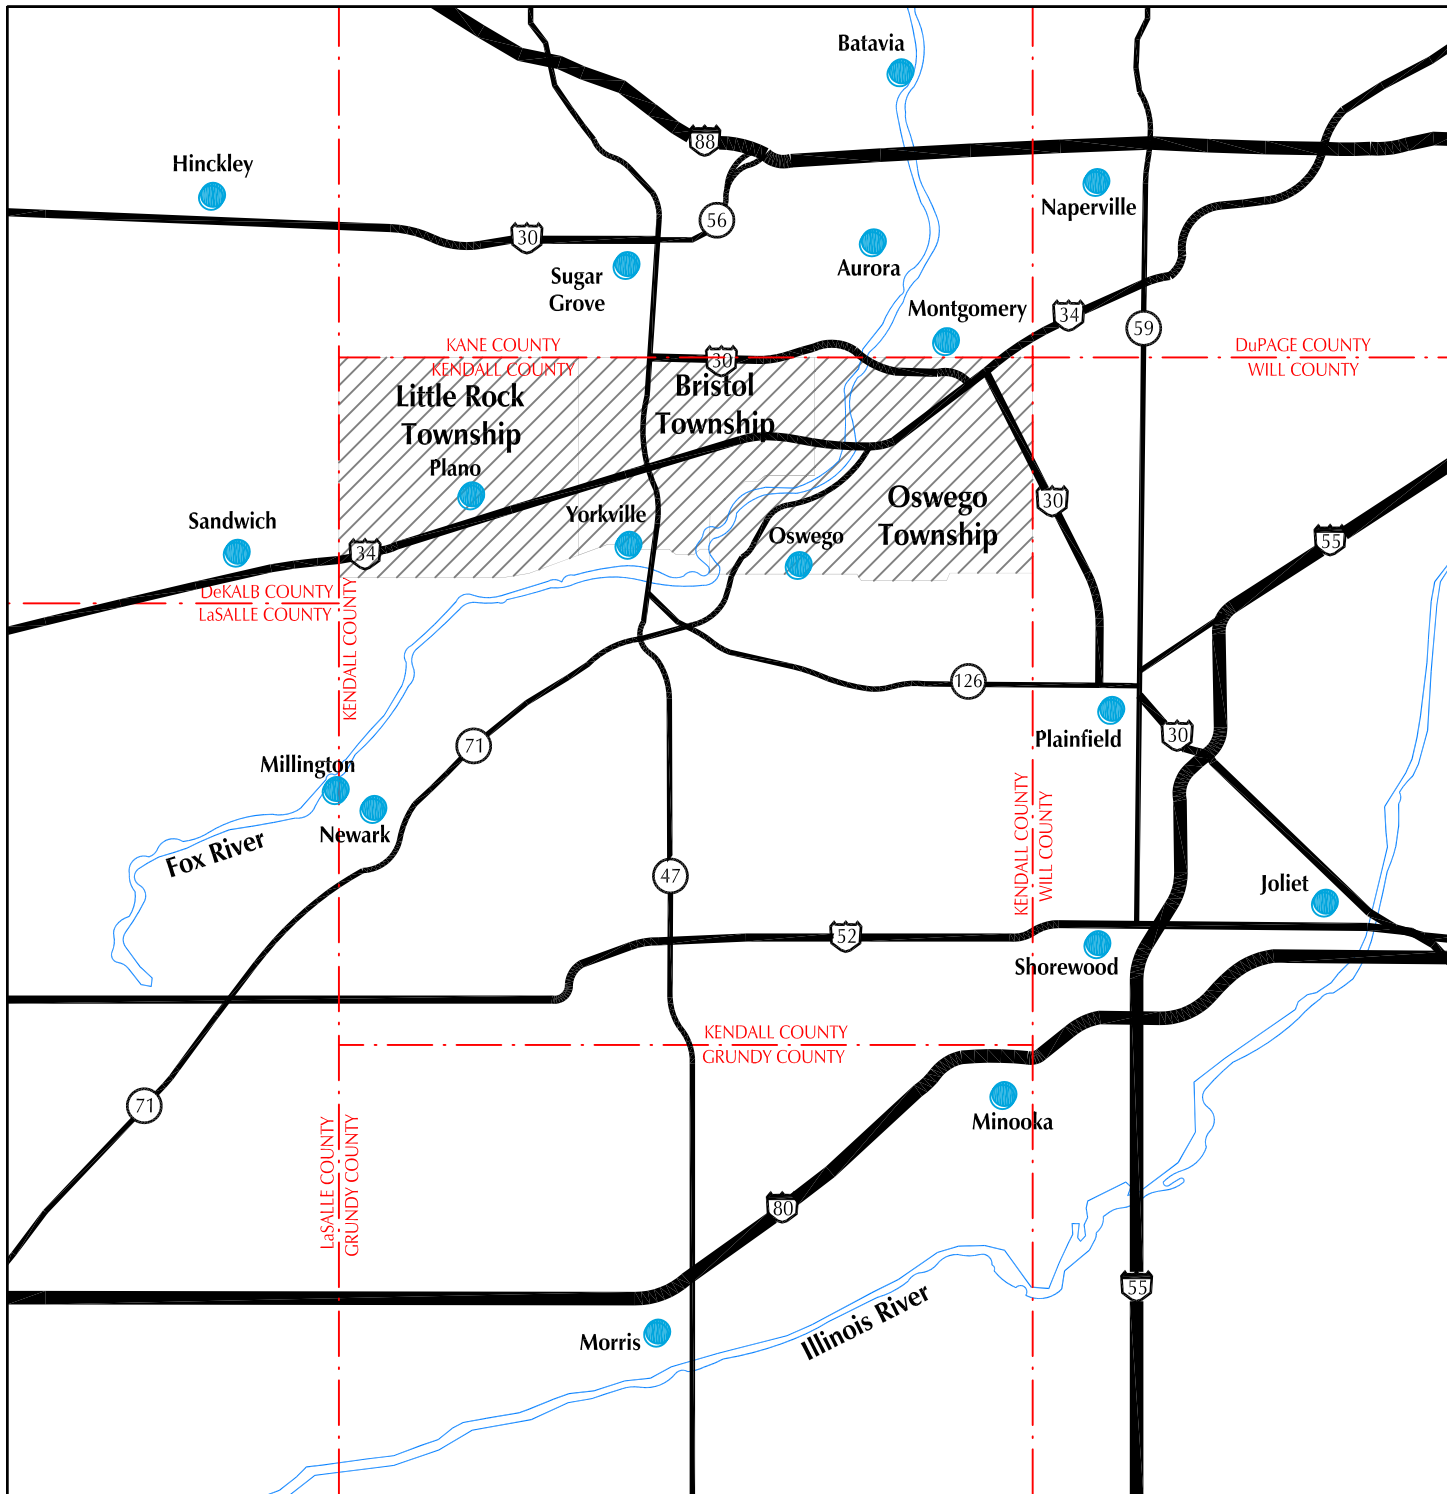 Batavia
88
Hinckley
Naperville
56
30
Sugar
Grove
Aurora
Montgomery
34
59
KANE COUNTY
KENDALL COUNTY
30
DuPAGE COUNTY
WILL COUNTY
Little Rock
Township
Bristol
Township
Plano
Oswego
Township
30
Sandwich
Yorkville
Oswego
55
34
DeKALB COUNTY
LaSALLE COUNTY
KENDALL COUNTY
126
Plainfield
30
71
Millington
Newark
Fox River
KENDALL COUNTY
WILL COUNTY
47
Joliet
52
Shorewood
KENDALL COUNTY
GRUNDY COUNTY
71
Minooka
LaSALLE COUNTY
GRUNDY COUNTY
80
55
Illinois River
Morris